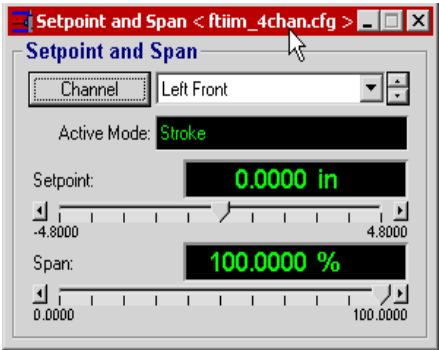 Setpoint and Span < ftiim_4chan.cfg >
Setpoint and Span
Channel Left Front
Active Mode: Stroke
Setpoint: 0.0000 in
-4.8000 4.8000
Span: 100.0000 %
0.0000 100.0000